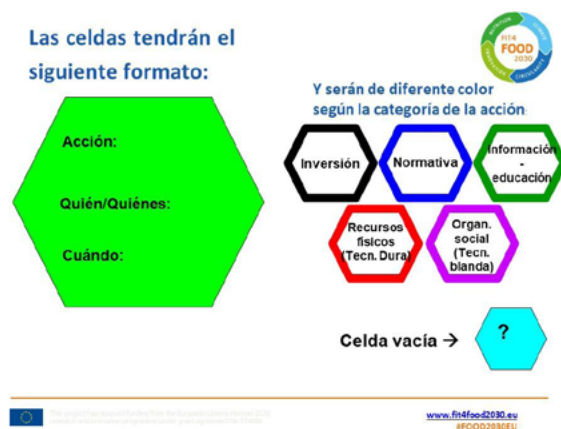 Las celdas tendrán el
siguiente formato:
FIT4
FOOD
2030
Y serán de diferente color
según la categoría de la acción:
Acción:
Quién/Quiénes:
Cuándo:
Inversión
Normativa
Información
-
educación
Recursos
físicos
(Tecn. Dura)
Organ.
social
(Tecn.
blanda)
Celda vacía →
?
www.fit4food2030.eu
#FOOD2030EU